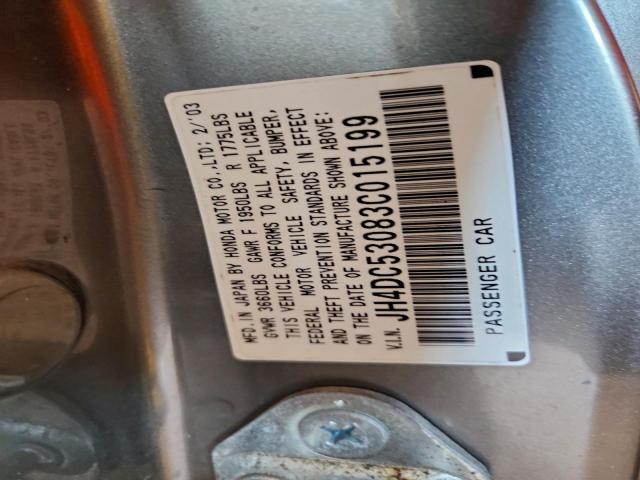 MFD. IN JAPAN BY HONDA MOTOR CO.,LTD; 2/'03
GVWR 3660LBS GAWR F 1950LBS R 1775LBS
THIS VEHICLE CONFORMS TO ALL APPLICABLE
FEDERAL MOTOR VEHICLE SAFETY, BUMPER,
AND THEFT PREVENTION STANDARDS IN EFFECT
ON THE DATE OF MANUFACTURE SHOWN ABOVE:
V.I.N. JH4DC53083C015199
PASSENGER CAR